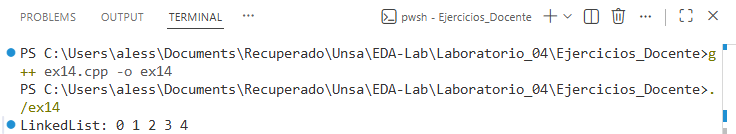 PROBLEMS OUTPUT TERMINAL ... pwsh - Ejercicios_Docente
PS C:\Users\aless\Documents\Recuperado\Unsa\EDA-Lab\Laboratorio_04\Ejercicios_Docente>g
++ ex14.cpp -o ex14
PS C:\Users\aless\Documents\Recuperado\Unsa\EDA-Lab\Laboratorio_04\Ejercicios_Docente>.
/ex14
LinkedList: 0 1 2 3 4